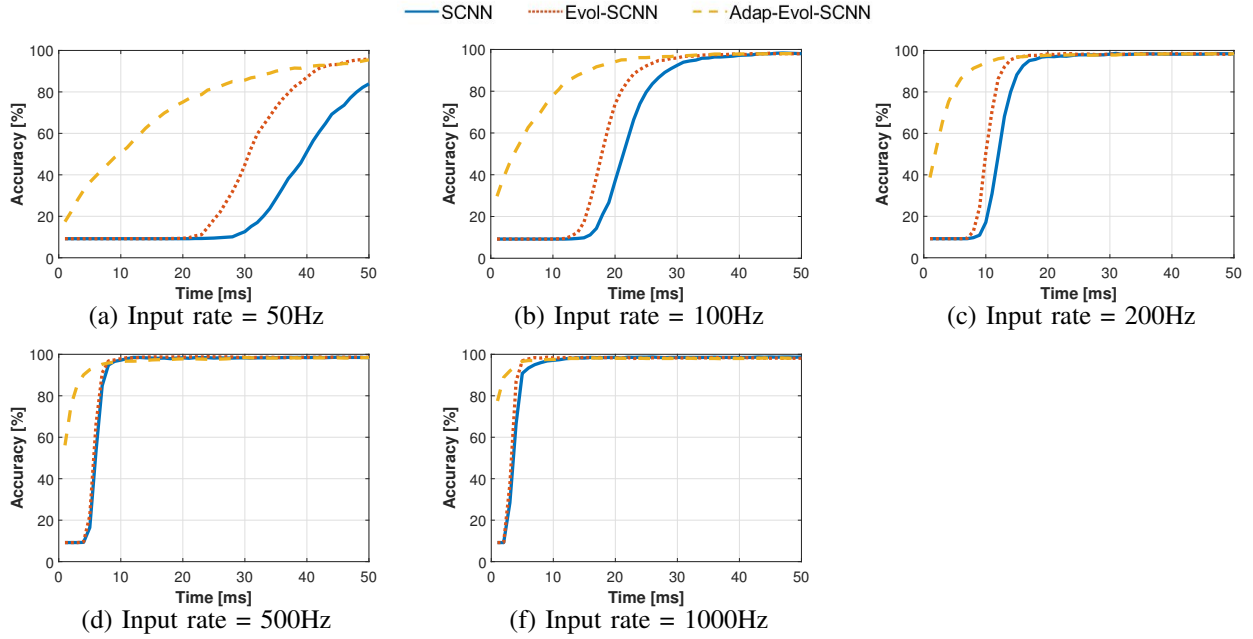 SCNN Evol-SCNN Adap-Evol-SCNN
100
80
60
40
20
0
Accuracy [%]
0 10 20 30 40 50
Time [ms]
(a) Input rate = 50Hz
100
80
60
40
20
0
Accuracy [%]
0 10 20 30 40 50
Time [ms]
(b) Input rate = 100Hz
100
80
60
40
20
0
Accuracy [%]
0 10 20 30 40 50
Time [ms]
(c) Input rate = 200Hz
100
80
60
40
20
0
Accuracy [%]
0 10 20 30 40 50
Time [ms]
(d) Input rate = 500Hz
100
80
60
40
20
0
Accuracy [%]
0 10 20 30 40 50
Time [ms]
(f) Input rate = 1000Hz